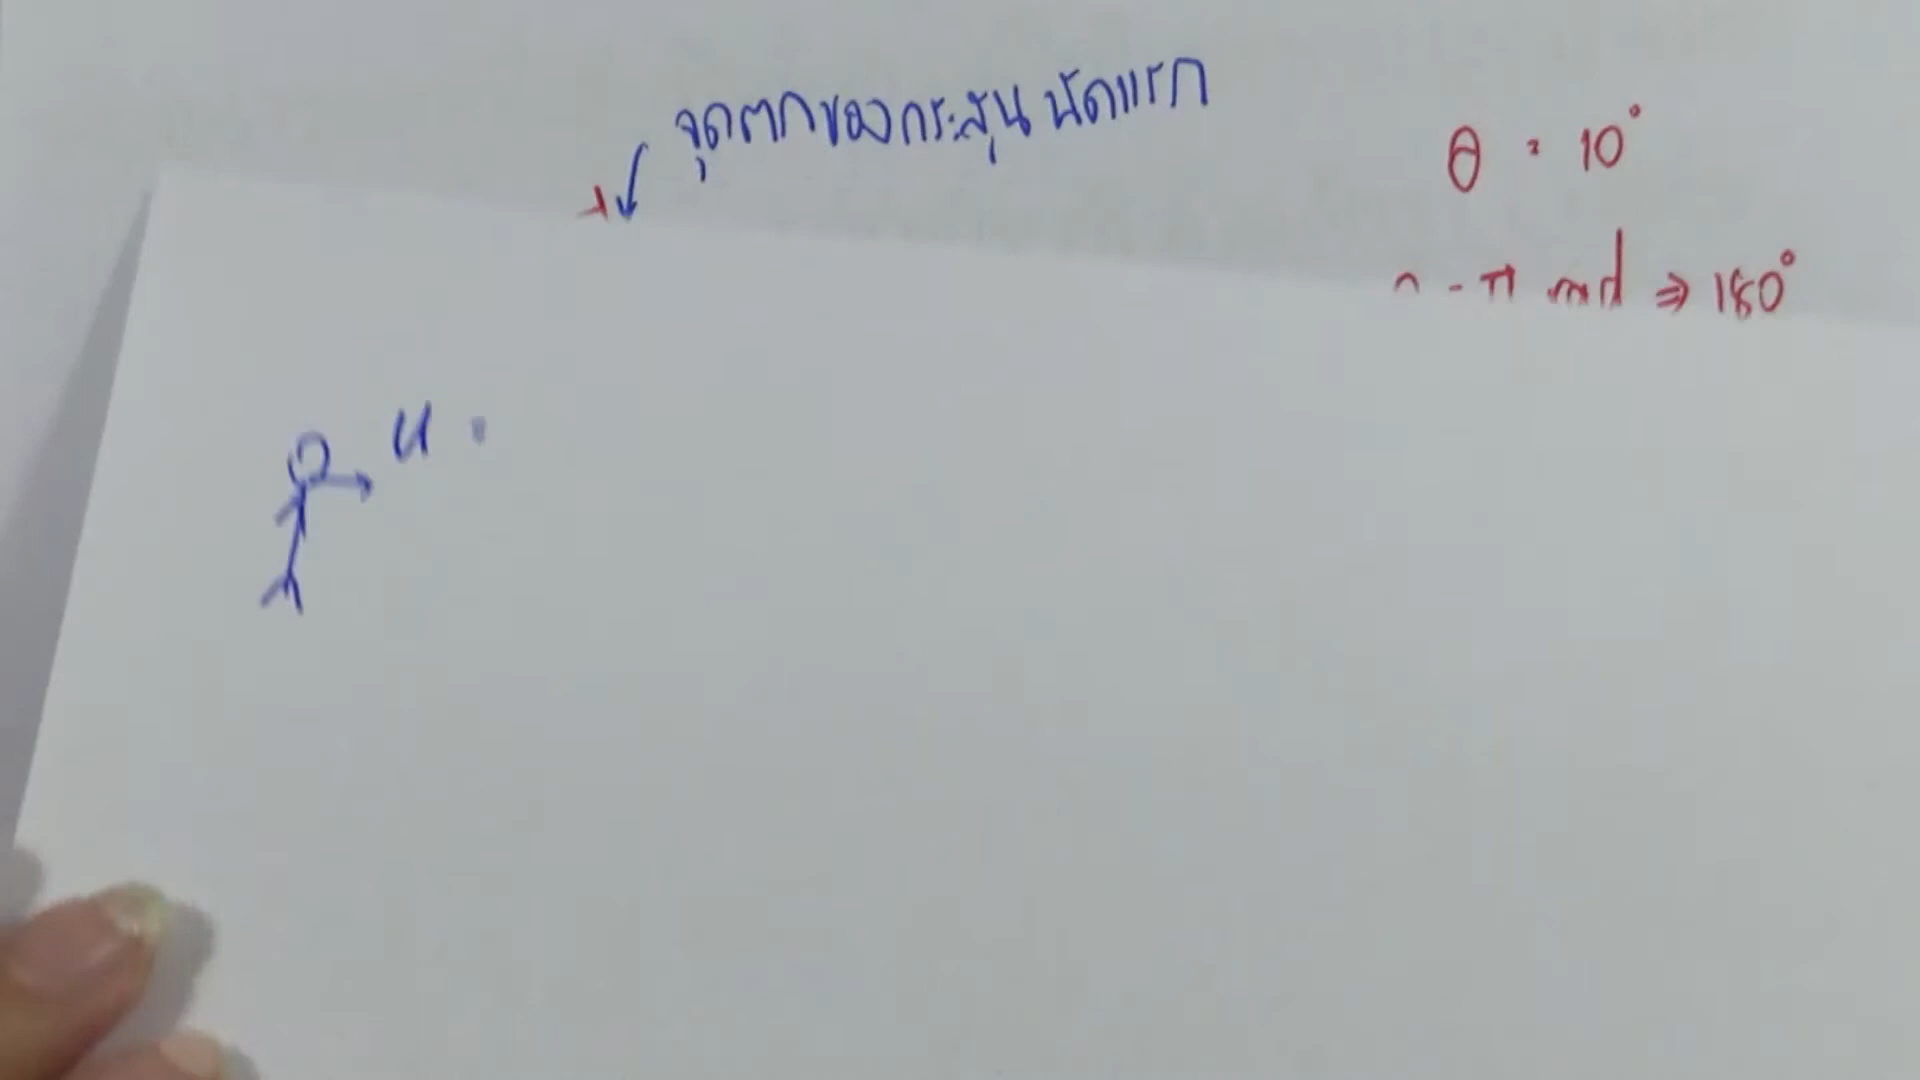 จุดตกของกระสุนนัดแรก
θ = 10°
π rad ⇒ 180°
u =